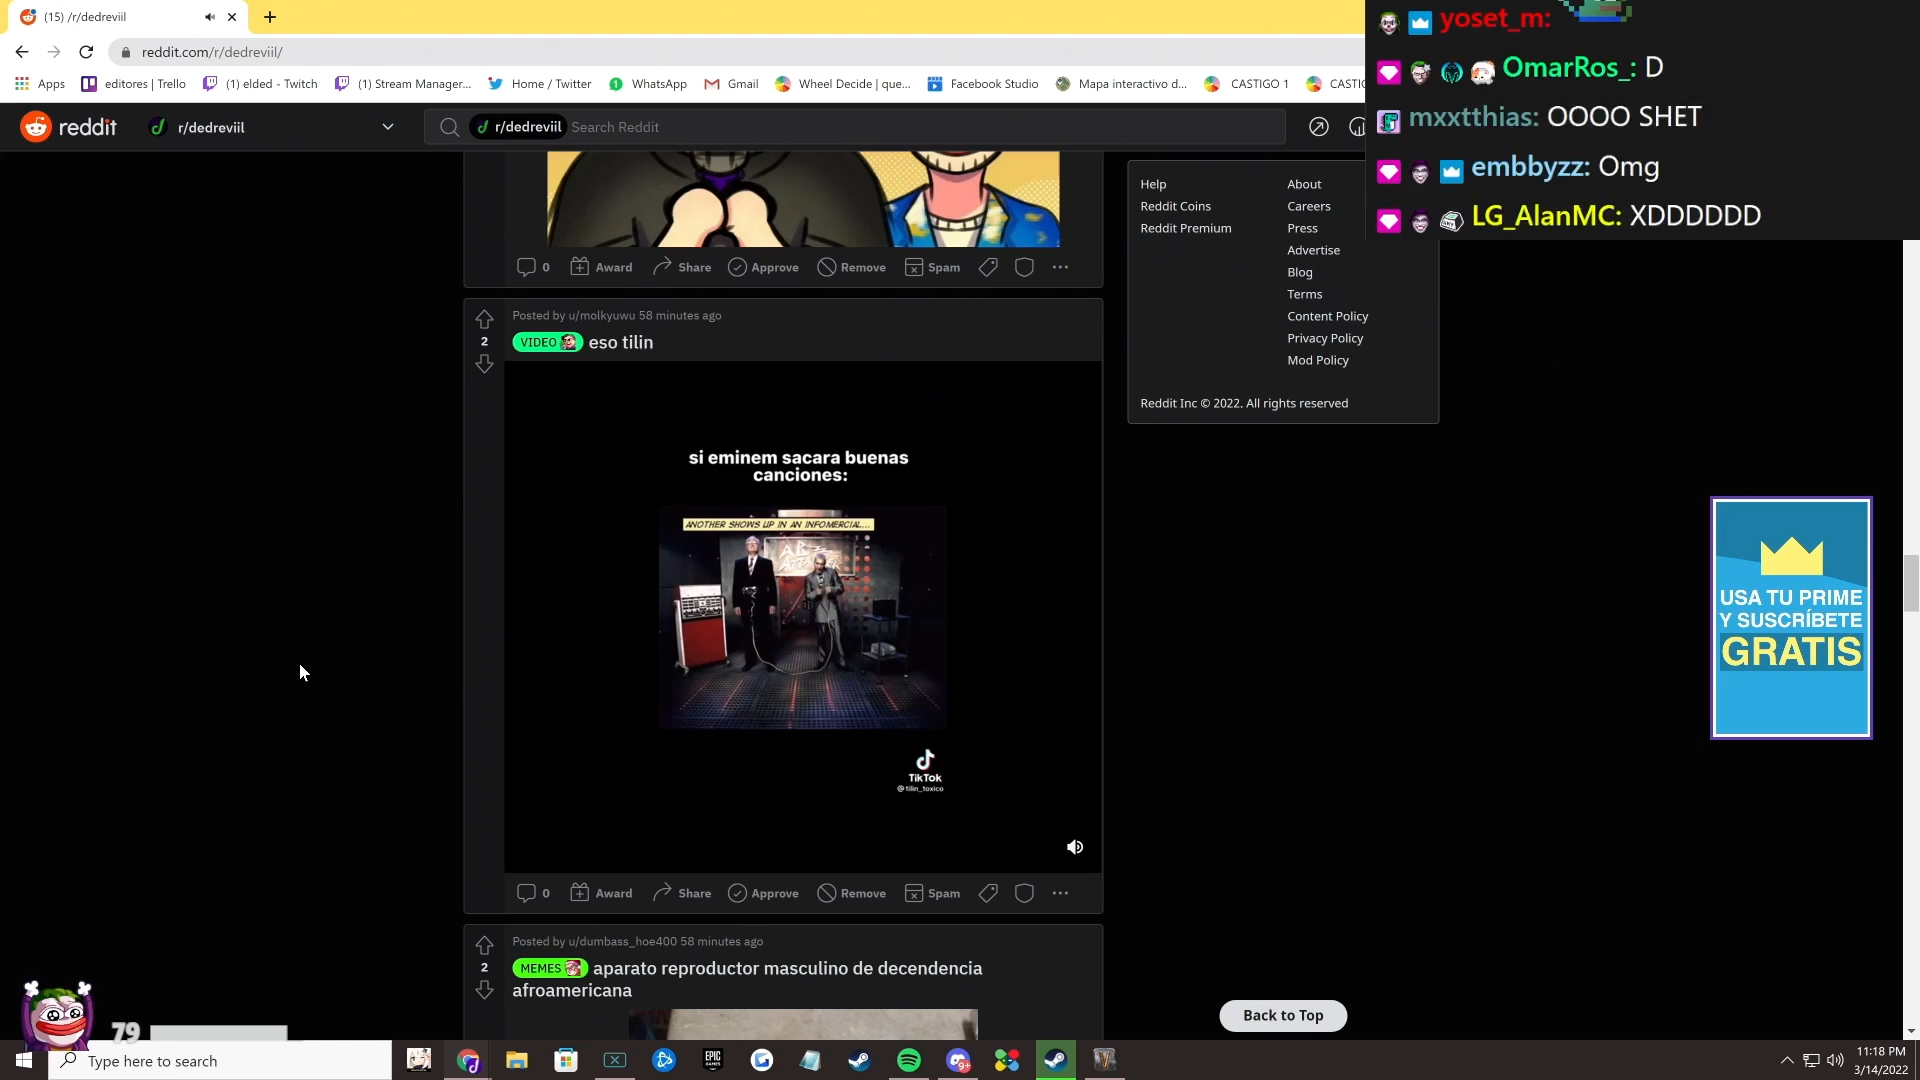 (15) /r/dedreviil
reddit.com/r/dedreviil/
Apps
editores | Trello
(1) elded - Twitch
(1) Stream Manager...
Home / Twitter
WhatsApp
Gmail
Wheel Decide | que...
Facebook Studio
Mapa interactivo d...
CASTIGO 1
reddit
r/dedreviil
r/dedreviil
Search Reddit
yoset_m:
OmarRos_: D
mxxtthias: OOOO SHET
embbyzz: Omg
LG_AlanMC: XDDDDDD
0
Award
Share
Approve
Remove
Spam
Help
Reddit Coins
Reddit Premium
About
Careers
Press
Advertise
Blog
Terms
Content Policy
Privacy Policy
Mod Policy
Reddit Inc © 2022. All rights reserved
2
Posted by u/molkyuwu 58 minutes ago
VIDEO
eso tilin
si eminem sacara buenas
canciones:
ANOTHER SHOWS UP IN AN INFOMERCIAL...
TikTok
@tilin_toxico
0
Award
Share
Approve
Remove
Spam
USA TU PRIME
Y SUSCRÍBETE
GRATIS
2
Posted by u/dumbass_hoe400 58 minutes ago
MEMES
aparato reproductor masculino de decendencia
afroamericana
Back to Top
79
Type here to search
EPIC
GAMES
9+
11:18 PM
3/14/2022